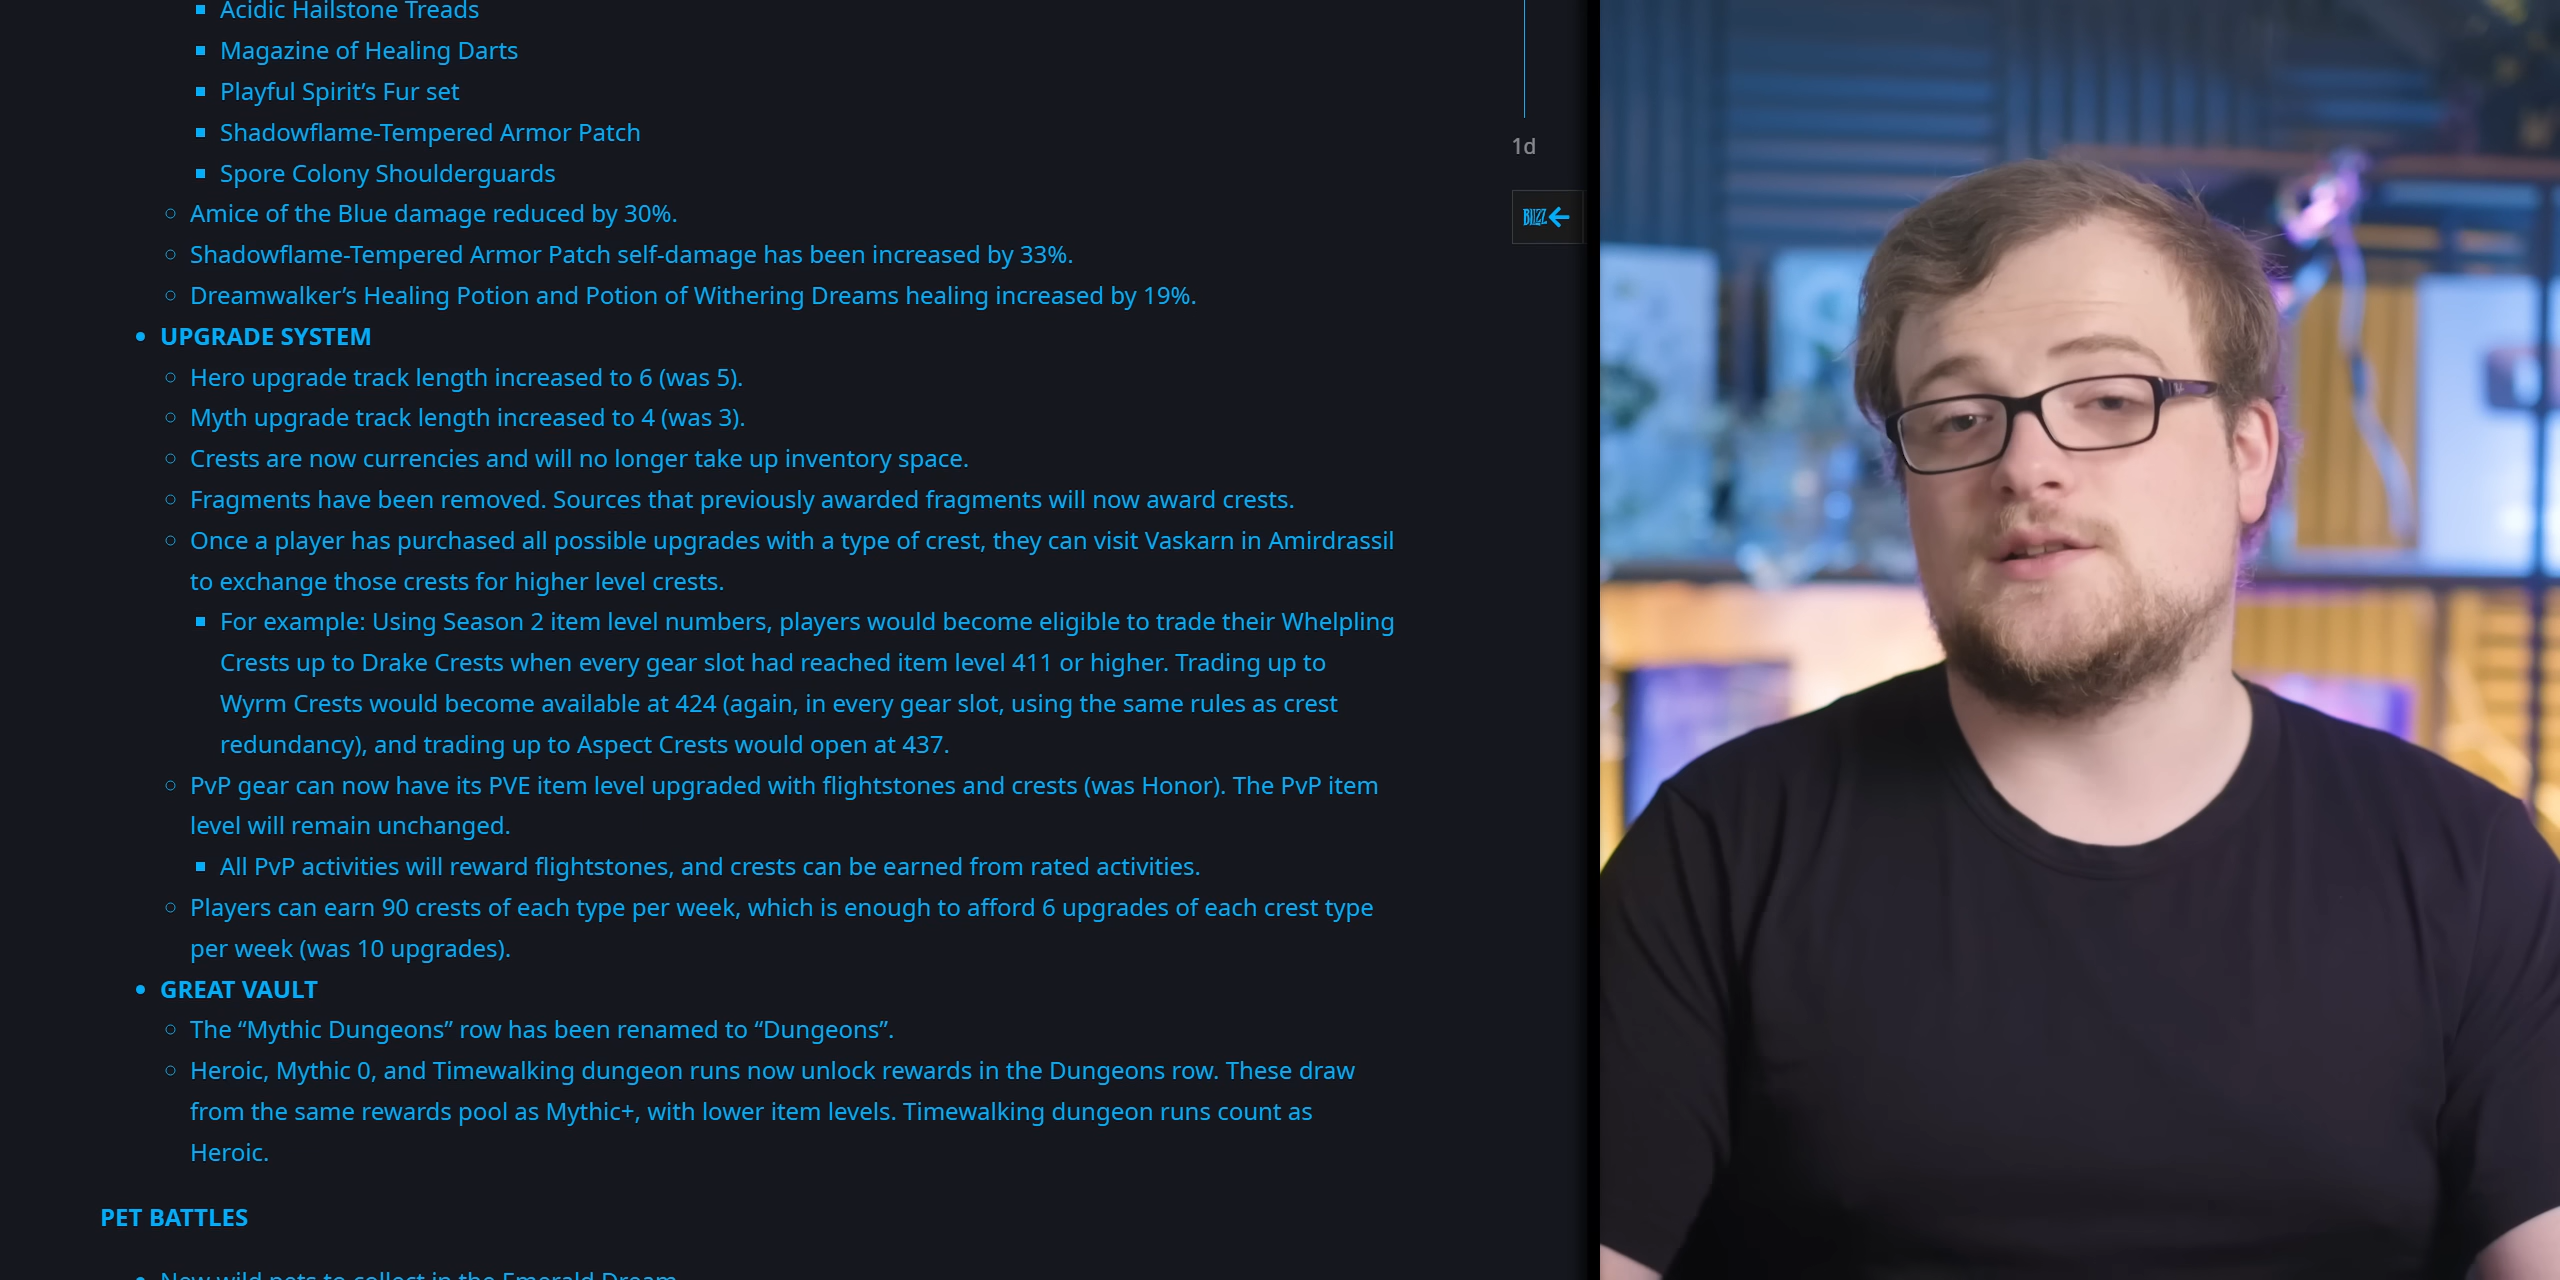 Acidic Hailstone Treads
Magazine of Healing Darts
Playful Spirit’s Fur set
Shadowflame-Tempered Armor Patch
Spore Colony Shoulderguards
Amice of the Blue damage reduced by 30%.
Shadowflame-Tempered Armor Patch self-damage has been increased by 33%.
Dreamwalker’s Healing Potion and Potion of Withering Dreams healing increased by 19%.
UPGRADE SYSTEM
Hero upgrade track length increased to 6 (was 5).
Myth upgrade track length increased to 4 (was 3).
Crests are now currencies and will no longer take up inventory space.
Fragments have been removed. Sources that previously awarded fragments will now award crests.
Once a player has purchased all possible upgrades with a type of crest, they can visit Vaskarn in Amirdrassil
to exchange those crests for higher level crests.
For example: Using Season 2 item level numbers, players would become eligible to trade their Whelpling
Crests up to Drake Crests when every gear slot had reached item level 411 or higher. Trading up to
Wyrm Crests would become available at 424 (again, in every gear slot, using the same rules as crest
redundancy), and trading up to Aspect Crests would open at 437.
PvP gear can now have its PVE item level upgraded with flightstones and crests (was Honor). The PvP item
level will remain unchanged.
All PvP activities will reward flightstones, and crests can be earned from rated activities.
Players can earn 90 crests of each type per week, which is enough to afford 6 upgrades of each crest type
per week (was 10 upgrades).
GREAT VAULT
The “Mythic Dungeons” row has been renamed to “Dungeons”.
Heroic, Mythic 0, and Timewalking dungeon runs now unlock rewards in the Dungeons row. These draw
from the same rewards pool as Mythic+, with lower item levels. Timewalking dungeon runs count as
Heroic.
PET BATTLES
New wild pets to collect in the Emerald Dream
1d
BLIZZ